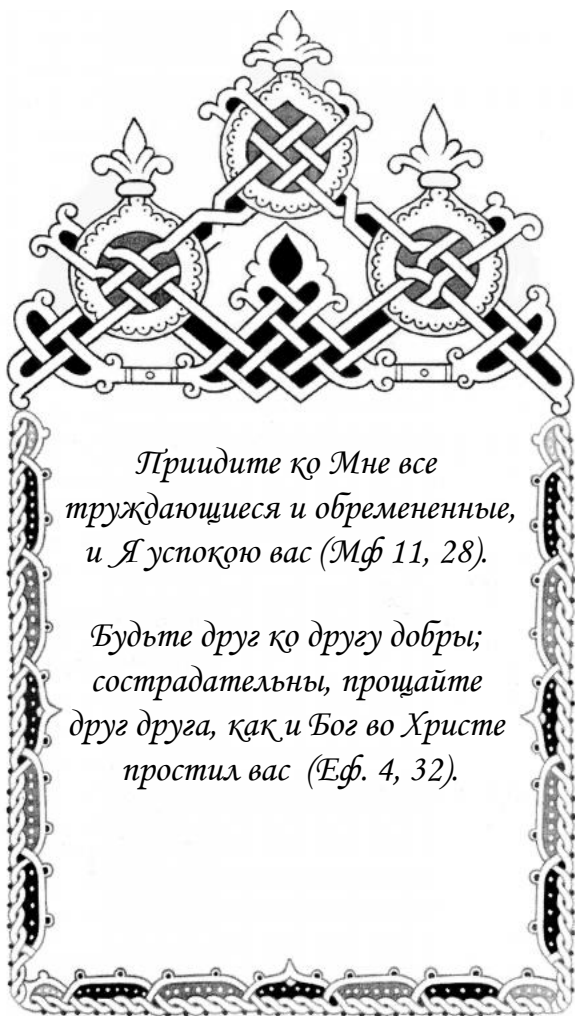 Приидите ко Мне все
труждающиеся и обремененные,
и Я успокою вас (Мф 11, 28).
Будьте друг ко другу добры;
сострадательны, прощайте
друг друга, как и Бог во Христе
простил вас (Еф. 4, 32).